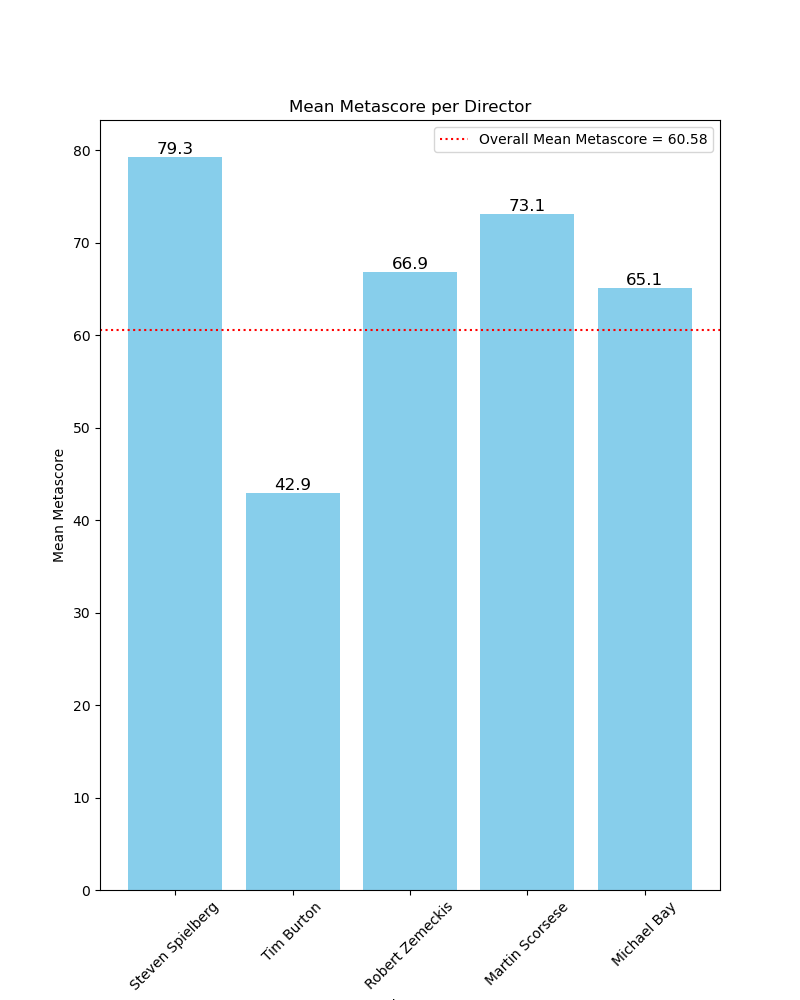 Mean Metascore per Director
Overall Mean Metascore = 60.58
79.3
42.9
66.9
73.1
65.1
80
70
60
50
40
30
20
10
0
Mean Metascore
Steven Spielberg
Tim Burton
Robert Zemeckis
Martin Scorsese
Michael Bay